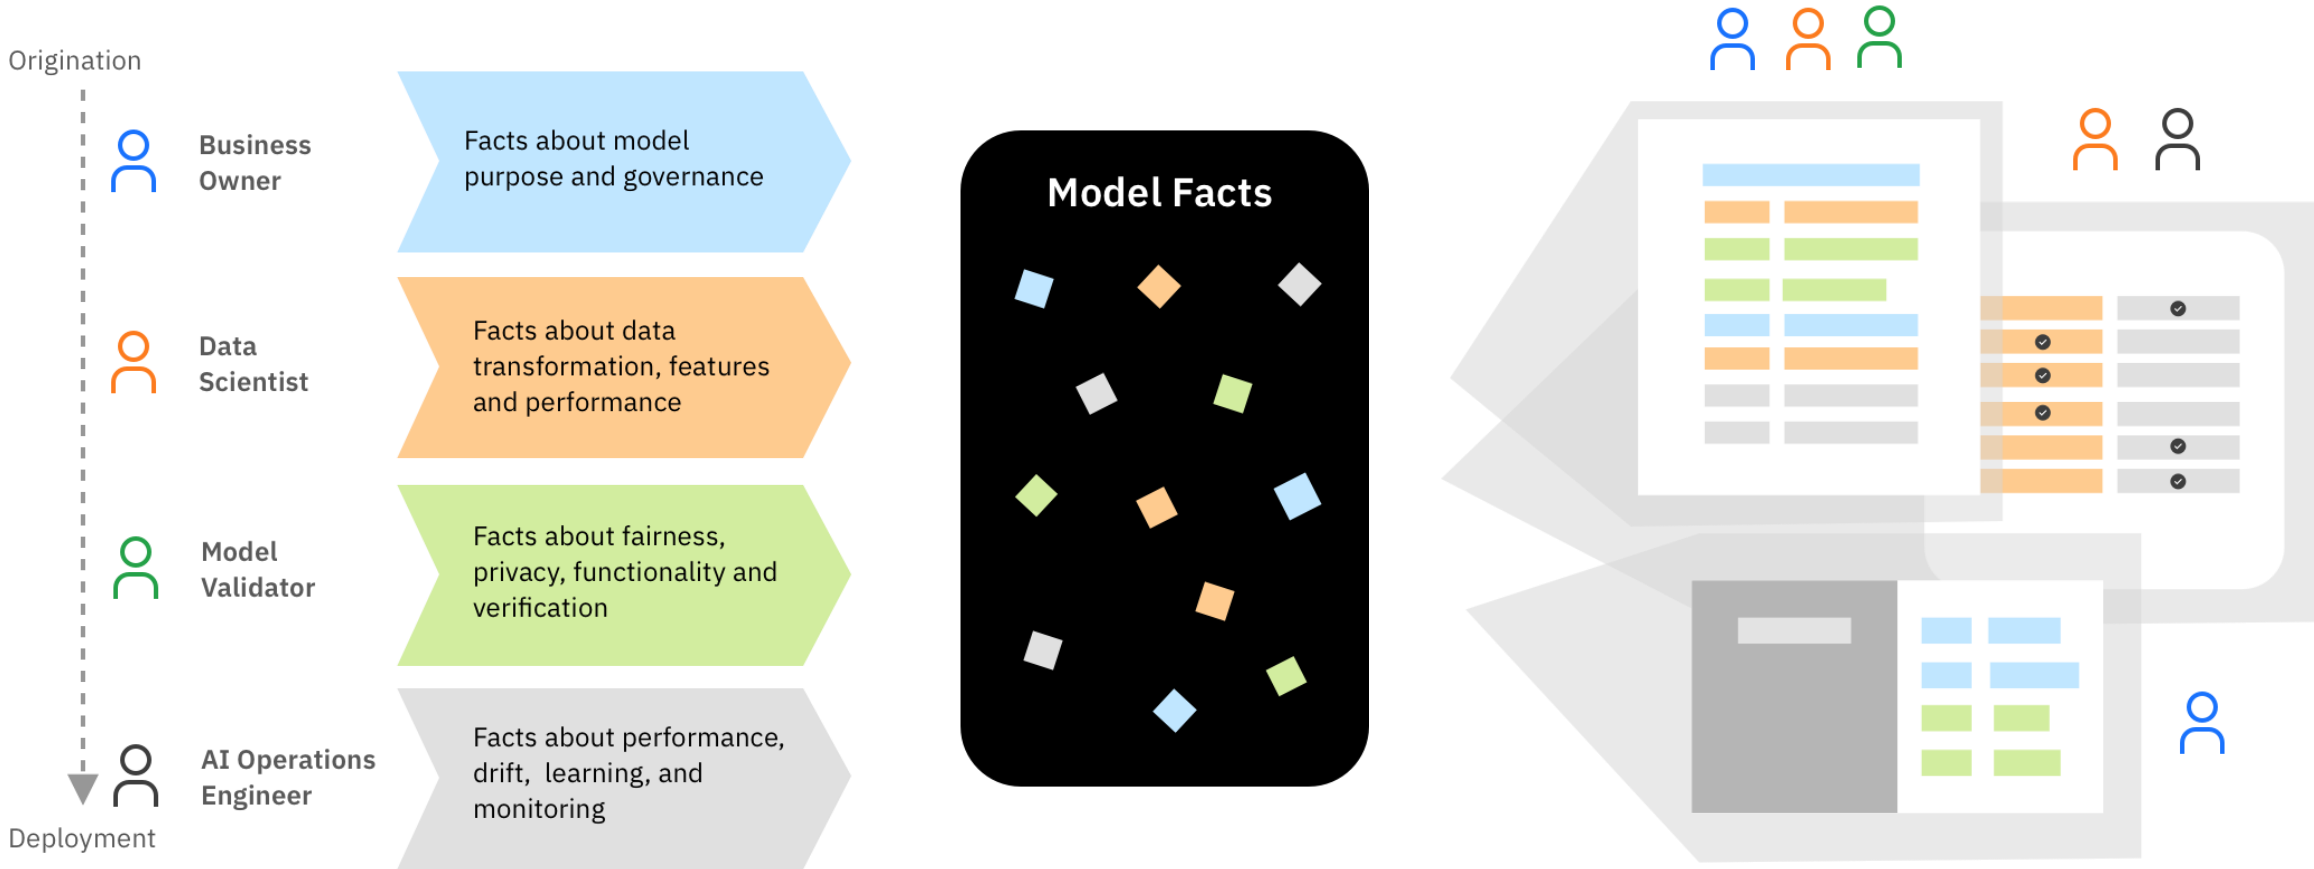 Origination
Business
Owner
Facts about model
purpose and governance
Data
Scientist
Facts about data
transformation, features
and performance
Model
Validator
Facts about fairness,
privacy, functionality and
verification
AI Operations
Engineer
Facts about performance,
drift, learning, and
monitoring
Deployment
Model Facts